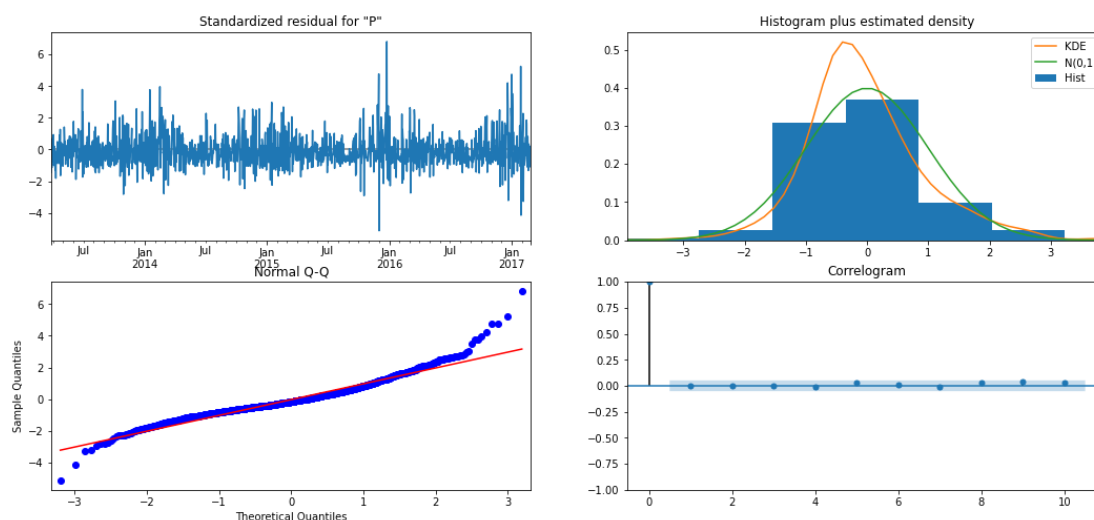 Standardized residual for "P"
6
4
2
0
−2
−4
Jul Jan Jul Jan Jul Jan Jul Jan
2014 2015 2016 2017
Histogram plus estimated density
KDE
N(0,1
Hist
0.5
0.4
0.3
0.2
0.1
0.0
−3 −2 −1 0 1 2 3
Normal Q-Q
Sample Quantiles
6
4
2
0
−2
−4
−3 −2 −1 0 1 2 3
Theoretical Quantiles
Correlogram
1.00
0.75
0.50
0.25
0.00
−0.25
−0.50
−0.75
−1.00
0 2 4 6 8 10